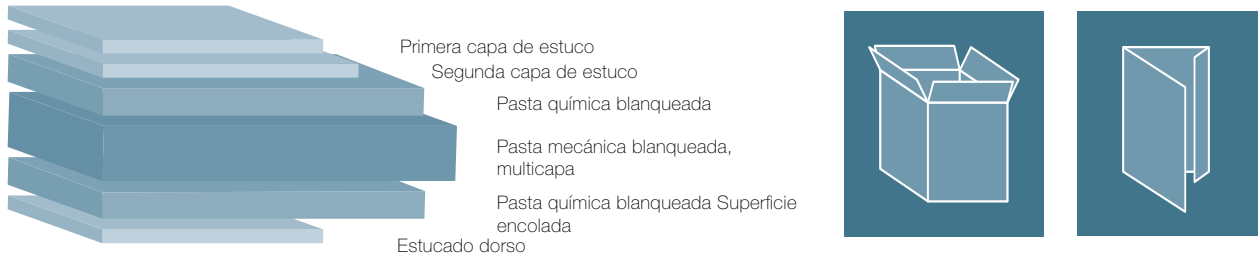 Primera capa de estuco
Segunda capa de estuco
Pasta química blanqueada
Pasta mecánica blanqueada,
multicapa
Pasta química blanqueada Superficie
encolada
Estucado dorso